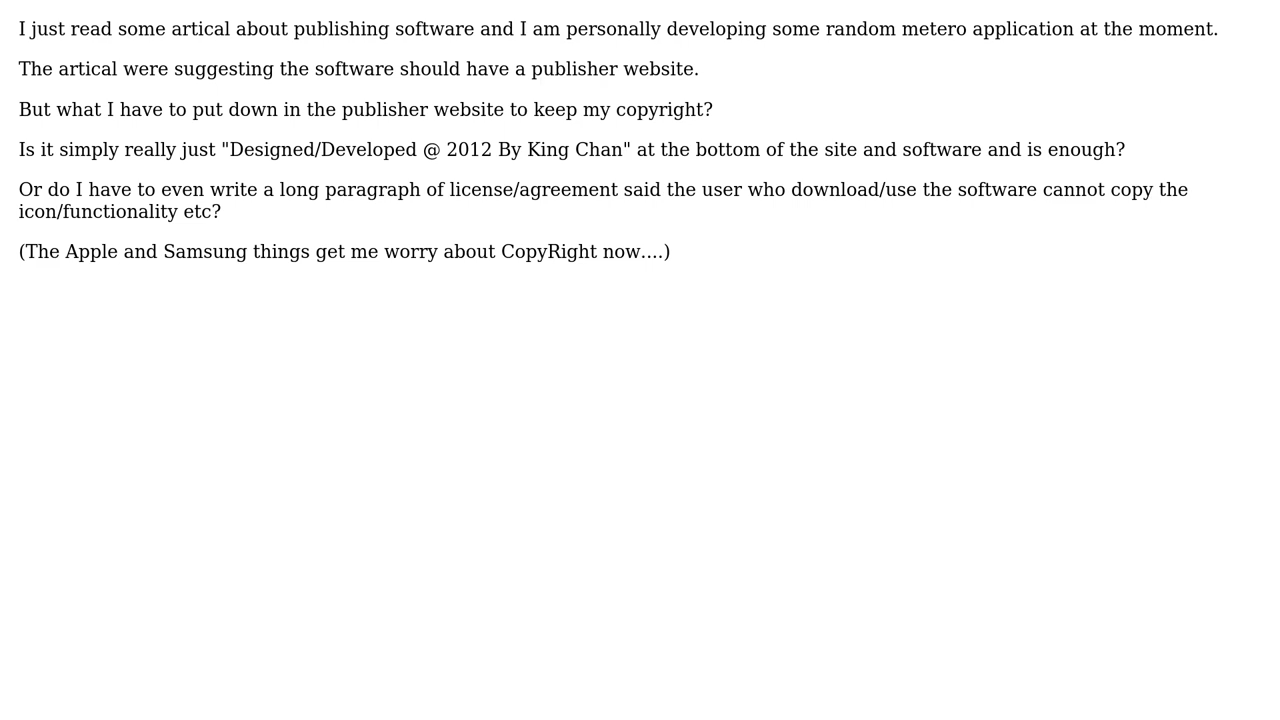 I just read some artical about publishing software and I am personally developing some random metero application at the moment.
The artical were suggesting the software should have a publisher website.
But what I have to put down in the publisher website to keep my copyright?
Is it simply really just "Designed/Developed @ 2012 By King Chan" at the bottom of the site and software and is enough?
Or do I have to even write a long paragraph of license/agreement said the user who download/use the software cannot copy the
icon/functionality etc?
(The Apple and Samsung things get me worry about CopyRight now....)